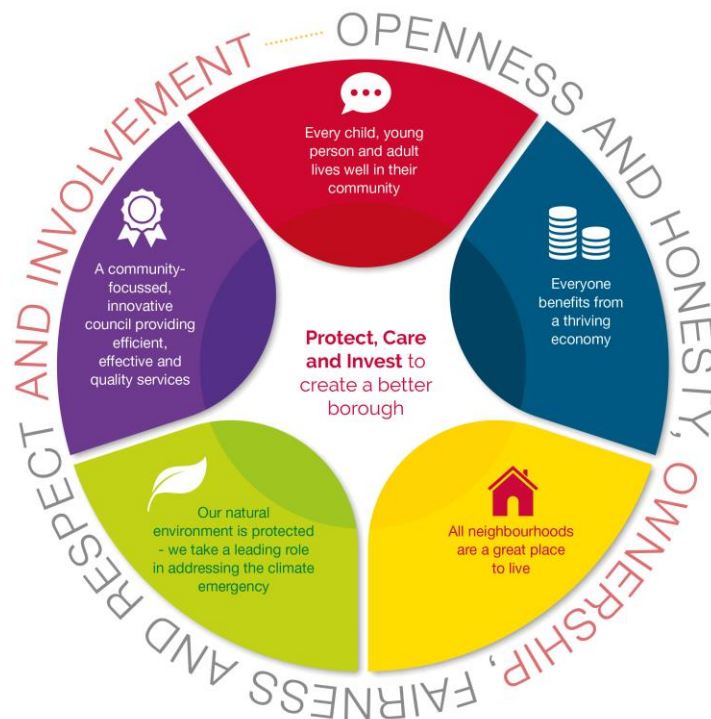 OPENNESS AND HONESTY, OWNERSHIP, FAIRNESS AND RESPECT AND INVOLVEMENT
Every child, young
person and adult
lives well in their
community
Everyone
benefits from
a thriving
economy
All neighbourhoods
are a great place
to live
Our natural
environment is protected
- we take a leading role
in addressing the climate
emergency
A community-
focussed,
innovative
council providing
efficient,
effective and
quality services
Protect, Care
and Invest to
create a better
borough